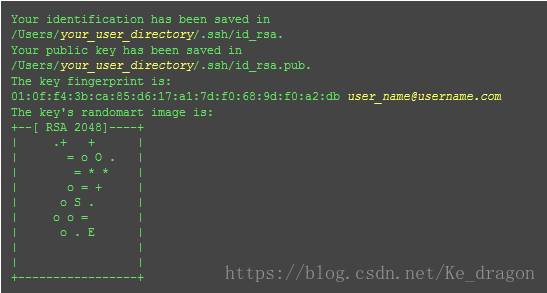 Your identification has been saved in
/Users/your_user_directory/.ssh/id_rsa.
Your public key has been saved in
/Users/your_user_directory/.ssh/id_rsa.pub.
The key fingerprint is:
01:0f:f4:3b:ca:85:d6:17:a1:7d:f0:68:9d:f0:a2:db user_name@username.com
The key's randomart image is:
+--[ RSA 2048]----+
|     .+   +      |
|       = o O .   |
|        = * *    |
|       o = +     |
|      o S .      |
|     o o =       |
|      o . E      |
|                 |
|                 |
+-----------------+
https://blog.csdn.net/Ke_dragon